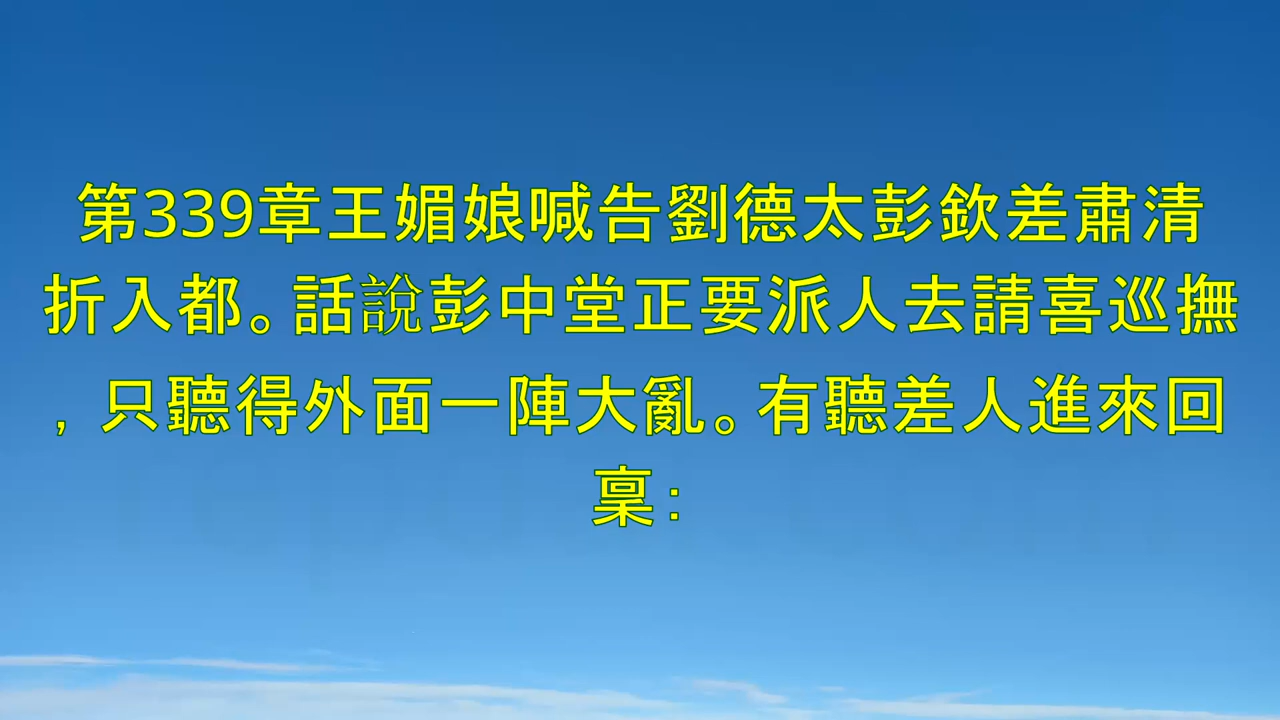 第339章王媚娘喊告劉德太彭欽差肅清
折入都。話說彭中堂正要派人去請喜巡撫
，只聽得外面一陣大亂。有聽差人進來回
稟：